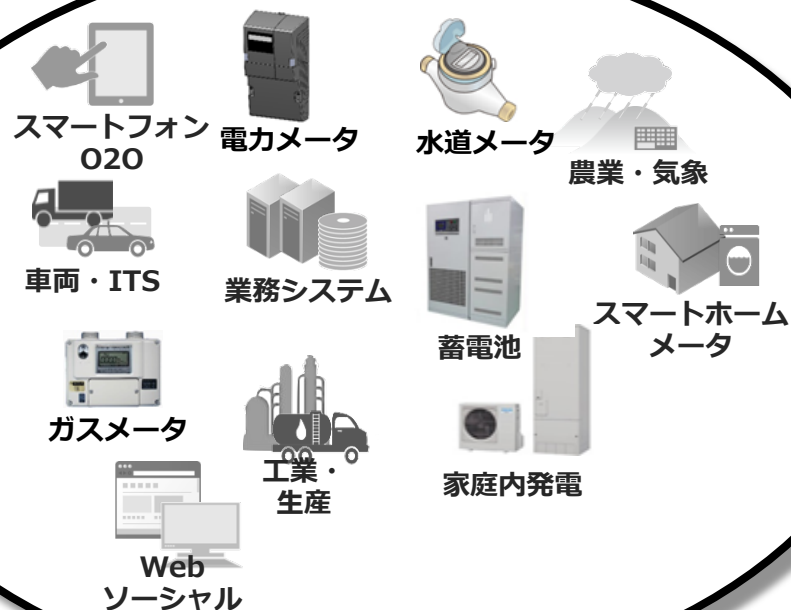 スマートフォン
O2O
電力メータ
水道メータ
農業・気象
車両・ITS
業務システム
蓄電池
スマートホーム
メータ
ガスメータ
工業・
生産
家庭内発電
Web
ソーシャル